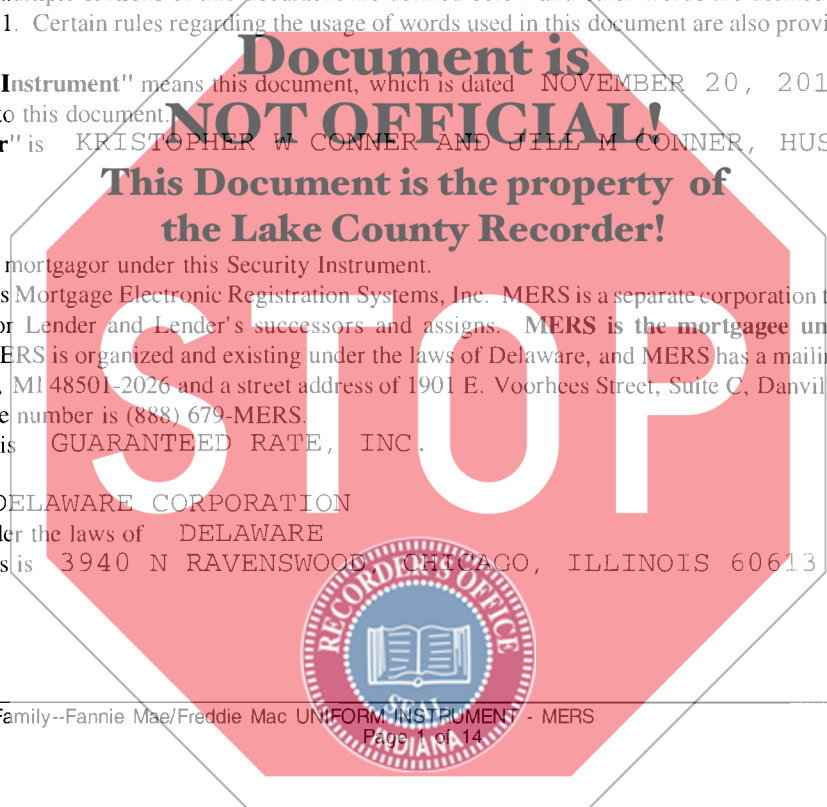 1. Certain rules regarding the usage of words used in this document are also provi
Document is
Instrument" means this document, which is dated NOVEMBER 20, 201
to this document.
NOT OFFICIAL!
r" is KRISTOPHER W CONNER AND JILL M CONNER, HUS
This Document is the property of
the Lake County Recorder!
mortgagor under this Security Instrument.
s Mortgage Electronic Registration Systems, Inc. MERS is a separate corporation t
or Lender and Lender's successors and assigns. MERS is the mortgagee un
ERS is organized and existing under the laws of Delaware, and MERS has a mailin
, MI 48501-2026 and a street address of 1901 E. Voorhees Street, Suite C, Danvil
e number is (888) 679-MERS.
STOP
is GUARANTEED RATE, INC.
DELAWARE CORPORATION
der the laws of DELAWARE
s is 3940 N RAVENSWOOD, CHICAGO, ILLINOIS 60613
RECORDER'S OFFICE
SEAL
INDIANA
Family--Fannie Mae/Freddie Mac UNIFORM INSTRUMENT - MERS
Page 1 of 14